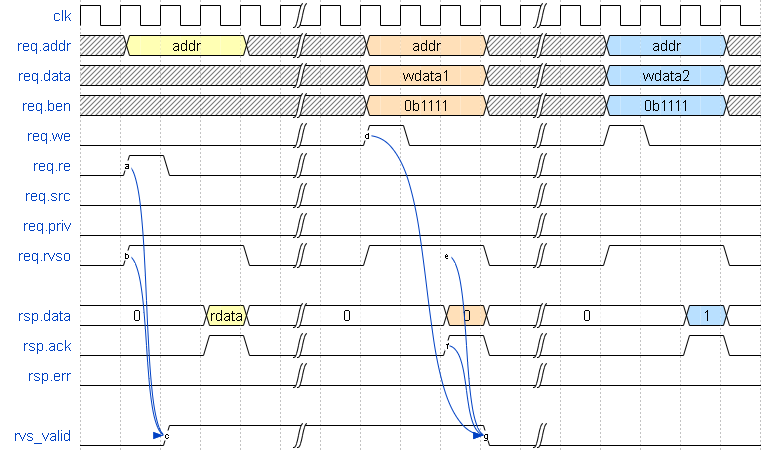 clk
req.addr addr addr addr
req.data wdata1 wdata2
req.ben 0b1111 0b1111
req.we d
req.re a
req.src
req.priv
req.rvso b e
rsp.data 0 rdata 0 0 0 1
rsp.ack f
rsp.err
rvs_valid c g